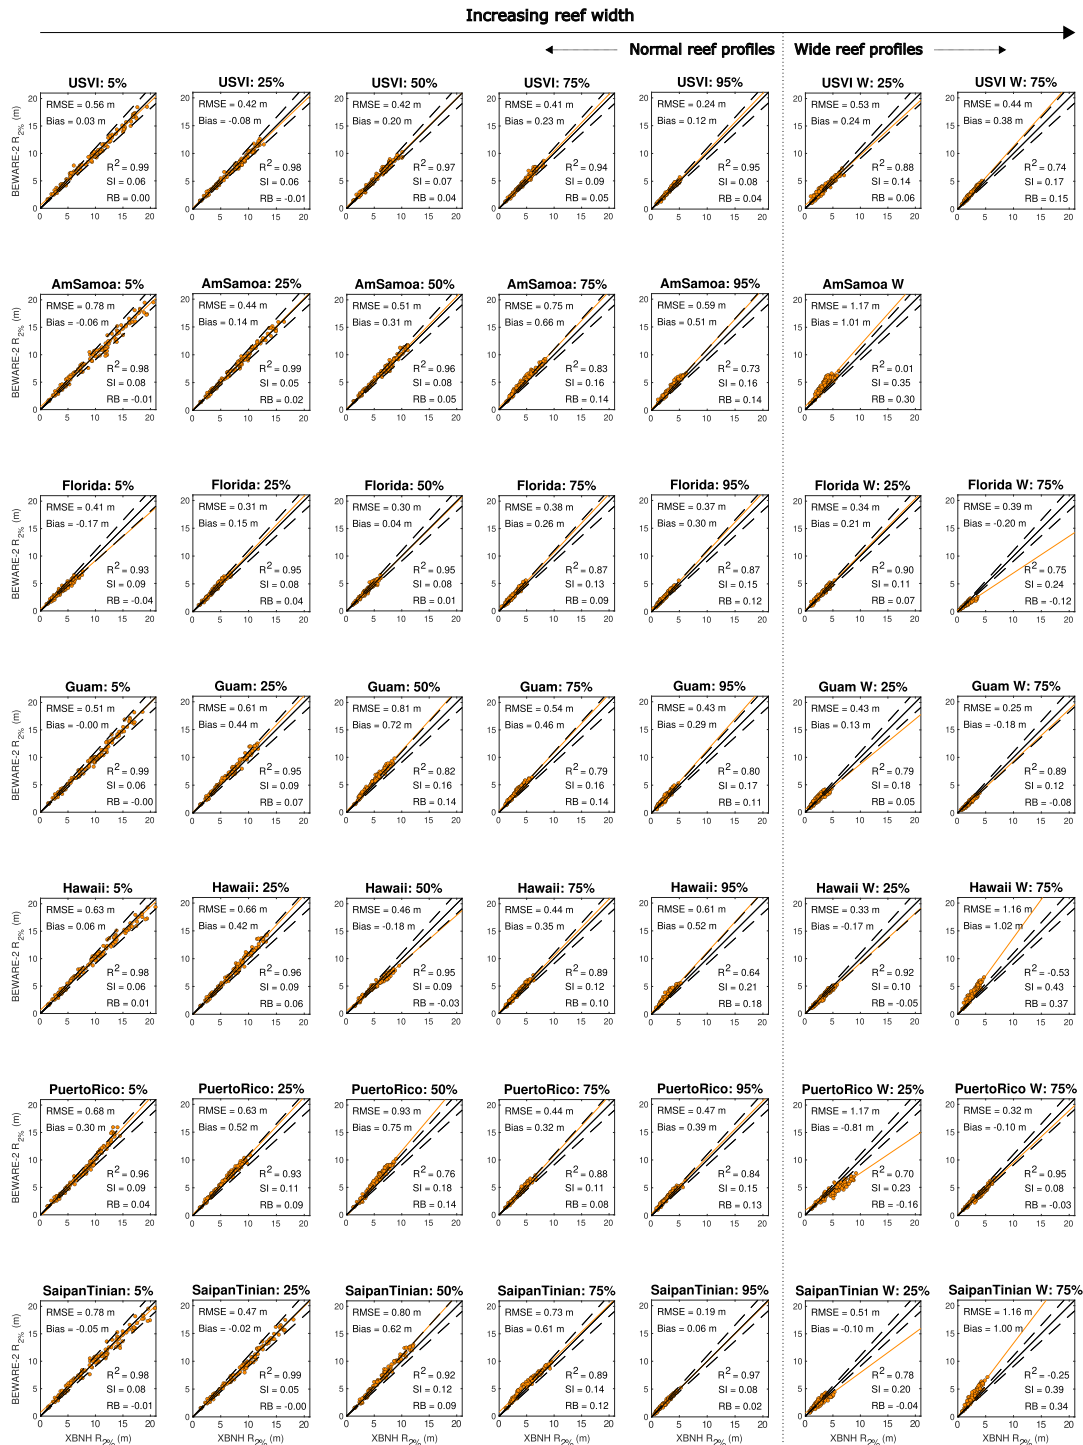 Increasing reef width
Normal reef profiles
Wide reef profiles
USVI: 5%
USVI: 25%
USVI: 50%
USVI: 75%
USVI: 95%
USVI W: 25%
USVI W: 75%
BEWARE-2 R2% (m)
RMSE = 0.56 m
Bias = 0.03 m
R2 = 0.99
SI = 0.06
RB = 0.00
RMSE = 0.42 m
Bias = -0.08 m
R2 = 0.98
SI = 0.06
RB = -0.01
RMSE = 0.42 m
Bias = 0.20 m
R2 = 0.97
SI = 0.07
RB = 0.04
RMSE = 0.41 m
Bias = 0.23 m
R2 = 0.94
SI = 0.09
RB = 0.05
RMSE = 0.24 m
Bias = 0.12 m
R2 = 0.95
SI = 0.08
RB = 0.04
RMSE = 0.53 m
Bias = 0.24 m
R2 = 0.88
SI = 0.14
RB = 0.06
RMSE = 0.44 m
Bias = 0.38 m
R2 = 0.74
SI = 0.17
RB = 0.15
AmSamoa: 5%
AmSamoa: 25%
AmSamoa: 50%
AmSamoa: 75%
AmSamoa: 95%
AmSamoa W
BEWARE-2 R2% (m)
RMSE = 0.78 m
Bias = -0.06 m
R2 = 0.98
SI = 0.08
RB = -0.01
RMSE = 0.44 m
Bias = 0.14 m
R2 = 0.99
SI = 0.05
RB = 0.02
RMSE = 0.51 m
Bias = 0.31 m
R2 = 0.96
SI = 0.08
RB = 0.05
RMSE = 0.75 m
Bias = 0.66 m
R2 = 0.83
SI = 0.16
RB = 0.14
RMSE = 0.59 m
Bias = 0.51 m
R2 = 0.73
SI = 0.16
RB = 0.14
RMSE = 1.17 m
Bias = 1.01 m
R2 = 0.01
SI = 0.35
RB = 0.30
Florida: 5%
Florida: 25%
Florida: 50%
Florida: 75%
Florida: 95%
Florida W: 25%
Florida W: 75%
BEWARE-2 R2% (m)
RMSE = 0.41 m
Bias = -0.17 m
R2 = 0.93
SI = 0.09
RB = -0.04
RMSE = 0.31 m
Bias = 0.15 m
R2 = 0.95
SI = 0.08
RB = 0.04
RMSE = 0.30 m
Bias = 0.04 m
R2 = 0.95
SI = 0.08
RB = 0.01
RMSE = 0.38 m
Bias = 0.26 m
R2 = 0.87
SI = 0.13
RB = 0.09
RMSE = 0.37 m
Bias = 0.30 m
R2 = 0.87
SI = 0.15
RB = 0.12
RMSE = 0.34 m
Bias = 0.21 m
R2 = 0.90
SI = 0.11
RB = 0.07
RMSE = 0.39 m
Bias = -0.20 m
R2 = 0.75
SI = 0.24
RB = -0.12
Guam: 5%
Guam: 25%
Guam: 50%
Guam: 75%
Guam: 95%
Guam W: 25%
Guam W: 75%
BEWARE-2 R2% (m)
RMSE = 0.51 m
Bias = -0.00 m
R2 = 0.99
SI = 0.06
RB = -0.00
RMSE = 0.61 m
Bias = 0.44 m
R2 = 0.95
SI = 0.09
RB = 0.07
RMSE = 0.81 m
Bias = 0.72 m
R2 = 0.82
SI = 0.16
RB = 0.14
RMSE = 0.54 m
Bias = 0.46 m
R2 = 0.79
SI = 0.16
RB = 0.14
RMSE = 0.43 m
Bias = 0.29 m
R2 = 0.80
SI = 0.17
RB = 0.11
RMSE = 0.43 m
Bias = 0.13 m
R2 = 0.79
SI = 0.18
RB = 0.05
RMSE = 0.25 m
Bias = -0.18 m
R2 = 0.89
SI = 0.12
RB = -0.08
Hawaii: 5%
Hawaii: 25%
Hawaii: 50%
Hawaii: 75%
Hawaii: 95%
Hawaii W: 25%
Hawaii W: 75%
BEWARE-2 R2% (m)
RMSE = 0.63 m
Bias = 0.06 m
R2 = 0.98
SI = 0.06
RB = 0.01
RMSE = 0.66 m
Bias = 0.42 m
R2 = 0.96
SI = 0.09
RB = 0.06
RMSE = 0.46 m
Bias = -0.18 m
R2 = 0.95
SI = 0.09
RB = -0.03
RMSE = 0.44 m
Bias = 0.35 m
R2 = 0.89
SI = 0.12
RB = 0.10
RMSE = 0.61 m
Bias = 0.52 m
R2 = 0.64
SI = 0.21
RB = 0.18
RMSE = 0.33 m
Bias = -0.17 m
R2 = 0.92
SI = 0.10
RB = -0.05
RMSE = 1.16 m
Bias = 1.02 m
R2 = -0.53
SI = 0.43
RB = 0.37
PuertoRico: 5%
PuertoRico: 25%
PuertoRico: 50%
PuertoRico: 75%
PuertoRico: 95%
PuertoRico W: 25%
PuertoRico W: 75%
BEWARE-2 R2% (m)
RMSE = 0.68 m
Bias = 0.30 m
R2 = 0.96
SI = 0.09
RB = 0.04
RMSE = 0.63 m
Bias = 0.52 m
R2 = 0.93
SI = 0.11
RB = 0.09
RMSE = 0.93 m
Bias = 0.75 m
R2 = 0.76
SI = 0.18
RB = 0.14
RMSE = 0.44 m
Bias = 0.32 m
R2 = 0.88
SI = 0.11
RB = 0.08
RMSE = 0.47 m
Bias = 0.39 m
R2 = 0.84
SI = 0.15
RB = 0.13
RMSE = 1.17 m
Bias = -0.81 m
R2 = 0.70
SI = 0.23
RB = -0.16
RMSE = 0.32 m
Bias = -0.10 m
R2 = 0.95
SI = 0.08
RB = -0.03
SaipanTinian: 5%
SaipanTinian: 25%
SaipanTinian: 50%
SaipanTinian: 75%
SaipanTinian: 95%
SaipanTinian W: 25%
SaipanTinian W: 75%
BEWARE-2 R2% (m)
RMSE = 0.78 m
Bias = -0.05 m
R2 = 0.98
SI = 0.08
RB = -0.01
RMSE = 0.47 m
Bias = -0.02 m
R2 = 0.99
SI = 0.05
RB = -0.00
RMSE = 0.80 m
Bias = 0.62 m
R2 = 0.92
SI = 0.12
RB = 0.09
RMSE = 0.73 m
Bias = 0.61 m
R2 = 0.89
SI = 0.14
RB = 0.12
RMSE = 0.19 m
Bias = 0.06 m
R2 = 0.97
SI = 0.08
RB = 0.02
RMSE = 0.51 m
Bias = -0.10 m
R2 = 0.78
SI = 0.20
RB = -0.04
RMSE = 1.16 m
Bias = 1.00 m
R2 = -0.25
SI = 0.39
RB = 0.34
0 5 10 15 20
XBNH R2% (m)
XBNH R2% (m)
XBNH R2% (m)
XBNH R2% (m)
XBNH R2% (m)
XBNH R2% (m)
XBNH R2% (m)